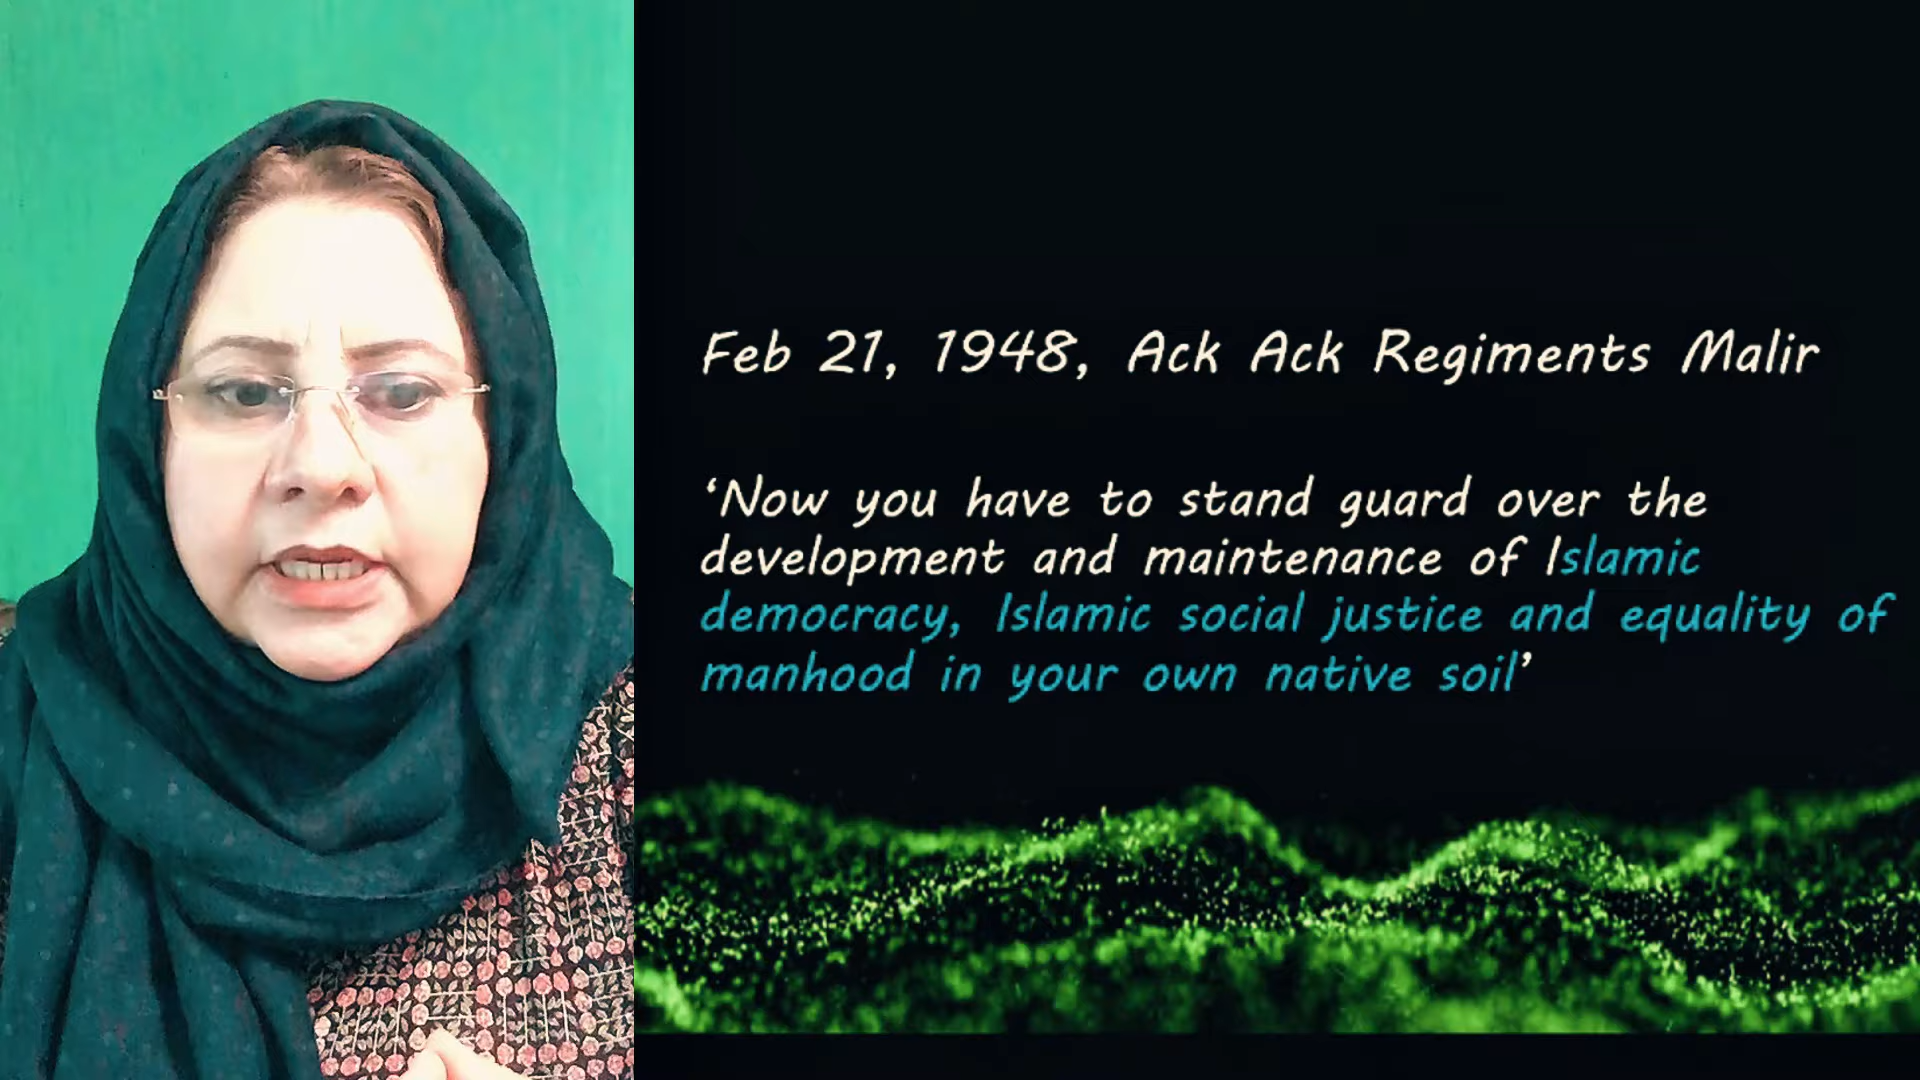 Feb 21, 1948, Ack Ack Regiments Malir
‘Now you have to stand guard over the
development and maintenance of Islamic
democracy, Islamic social justice and equality of
manhood in your own native soil’